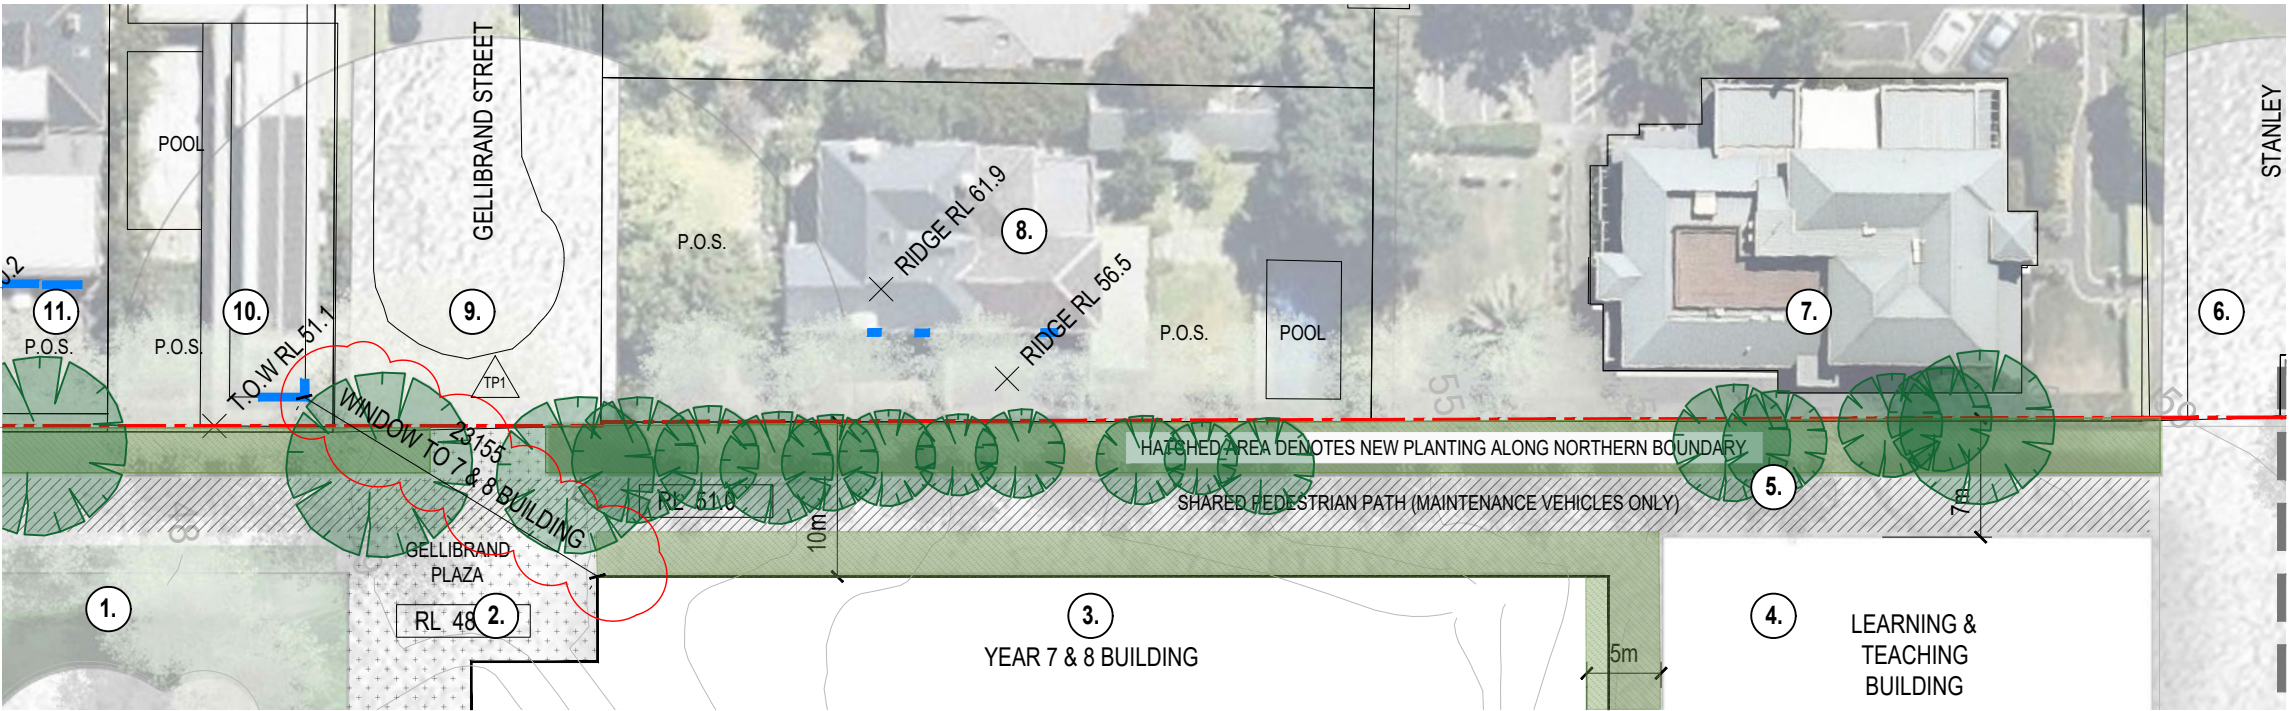 GELLIBRAND STREET
STANLEY
POOL
P.O.S.
RIDGE RL 61.9
8.
RIDGE RL 56.5
0.2
11.
10.
9.
7.
6.
P.O.S.
P.O.S.
T.O.W RL 51.1
P.O.S.
POOL
TP1
55
50
WINDOW TO 7 & 8 BUILDING
23155
HATCHED AREA DENOTES NEW PLANTING ALONG NORTHERN BOUNDARY
5.
RL 51.0
SHARED PEDESTRIAN PATH (MAINTENANCE VEHICLES ONLY)
10m
7m
48
GELLIBRAND
PLAZA
1.
RL 48
2.
3.
YEAR 7 & 8 BUILDING
5m
4.
LEARNING &
TEACHING
BUILDING